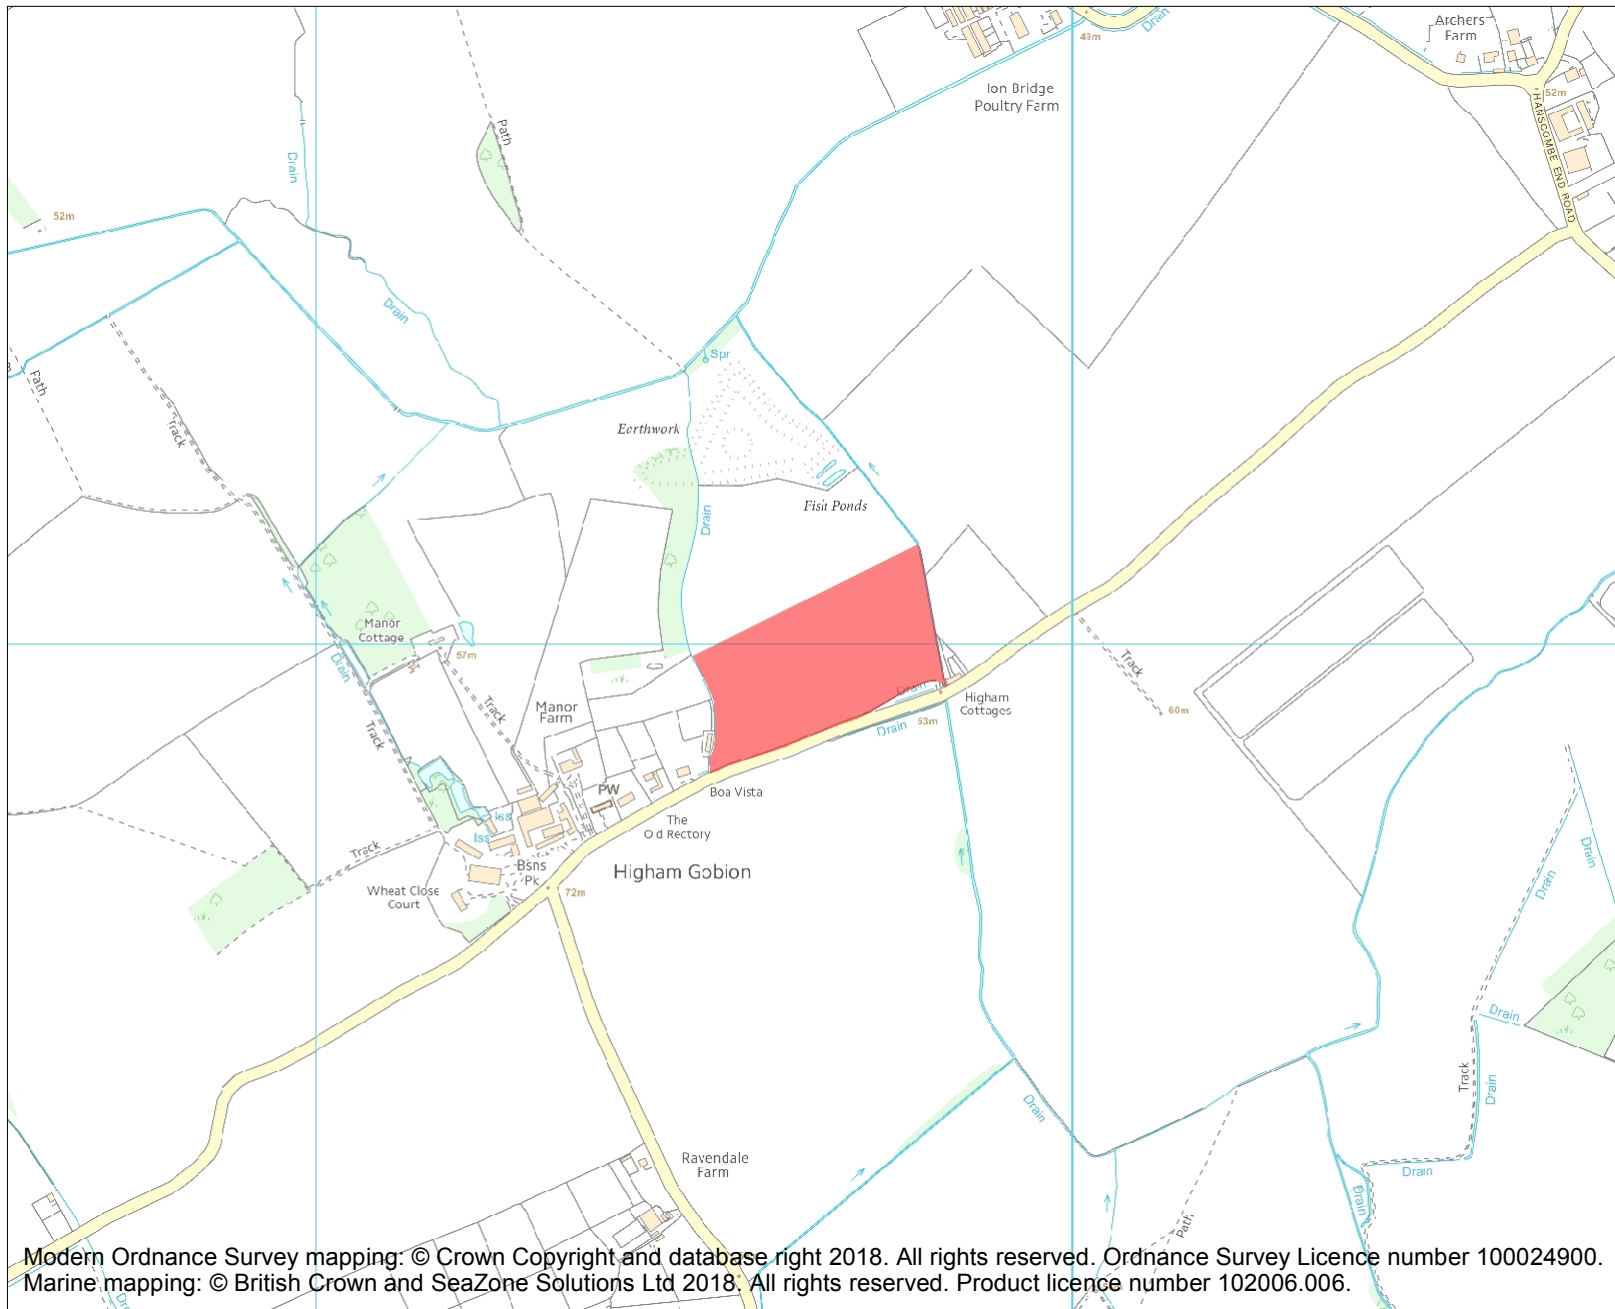 Archers
Farm
Drain
49m
Ion Bridge
Poultry Farm
52m
HANSCOMBE END ROAD
Path
Drain
52m
Drain
Spr
Path
Track
Earthwork
Fish Ponds
Drain
Manor
Cottage
57m
Drain
Track
Track
Manor
Farm
Drain
Drain
53m
Higham
Cottages
Track
60m
PW
Boa Vista
The
Old Rectory
Iss
Iss
Bsns
Pk
Higham Gobion
Track
Wheat Close
Court
72m
Drain
Drain
Drain
Track
Drain
Drain
Drain
Drain
Ravendale
Farm
Path
Modern Ordnance Survey mapping: © Crown Copyright and database right 2018. All rights reserved. Ordnance Survey Licence number 100024900.
Marine mapping: © British Crown and SeaZone Solutions Ltd 2018. All rights reserved. Product licence number 102006.006.